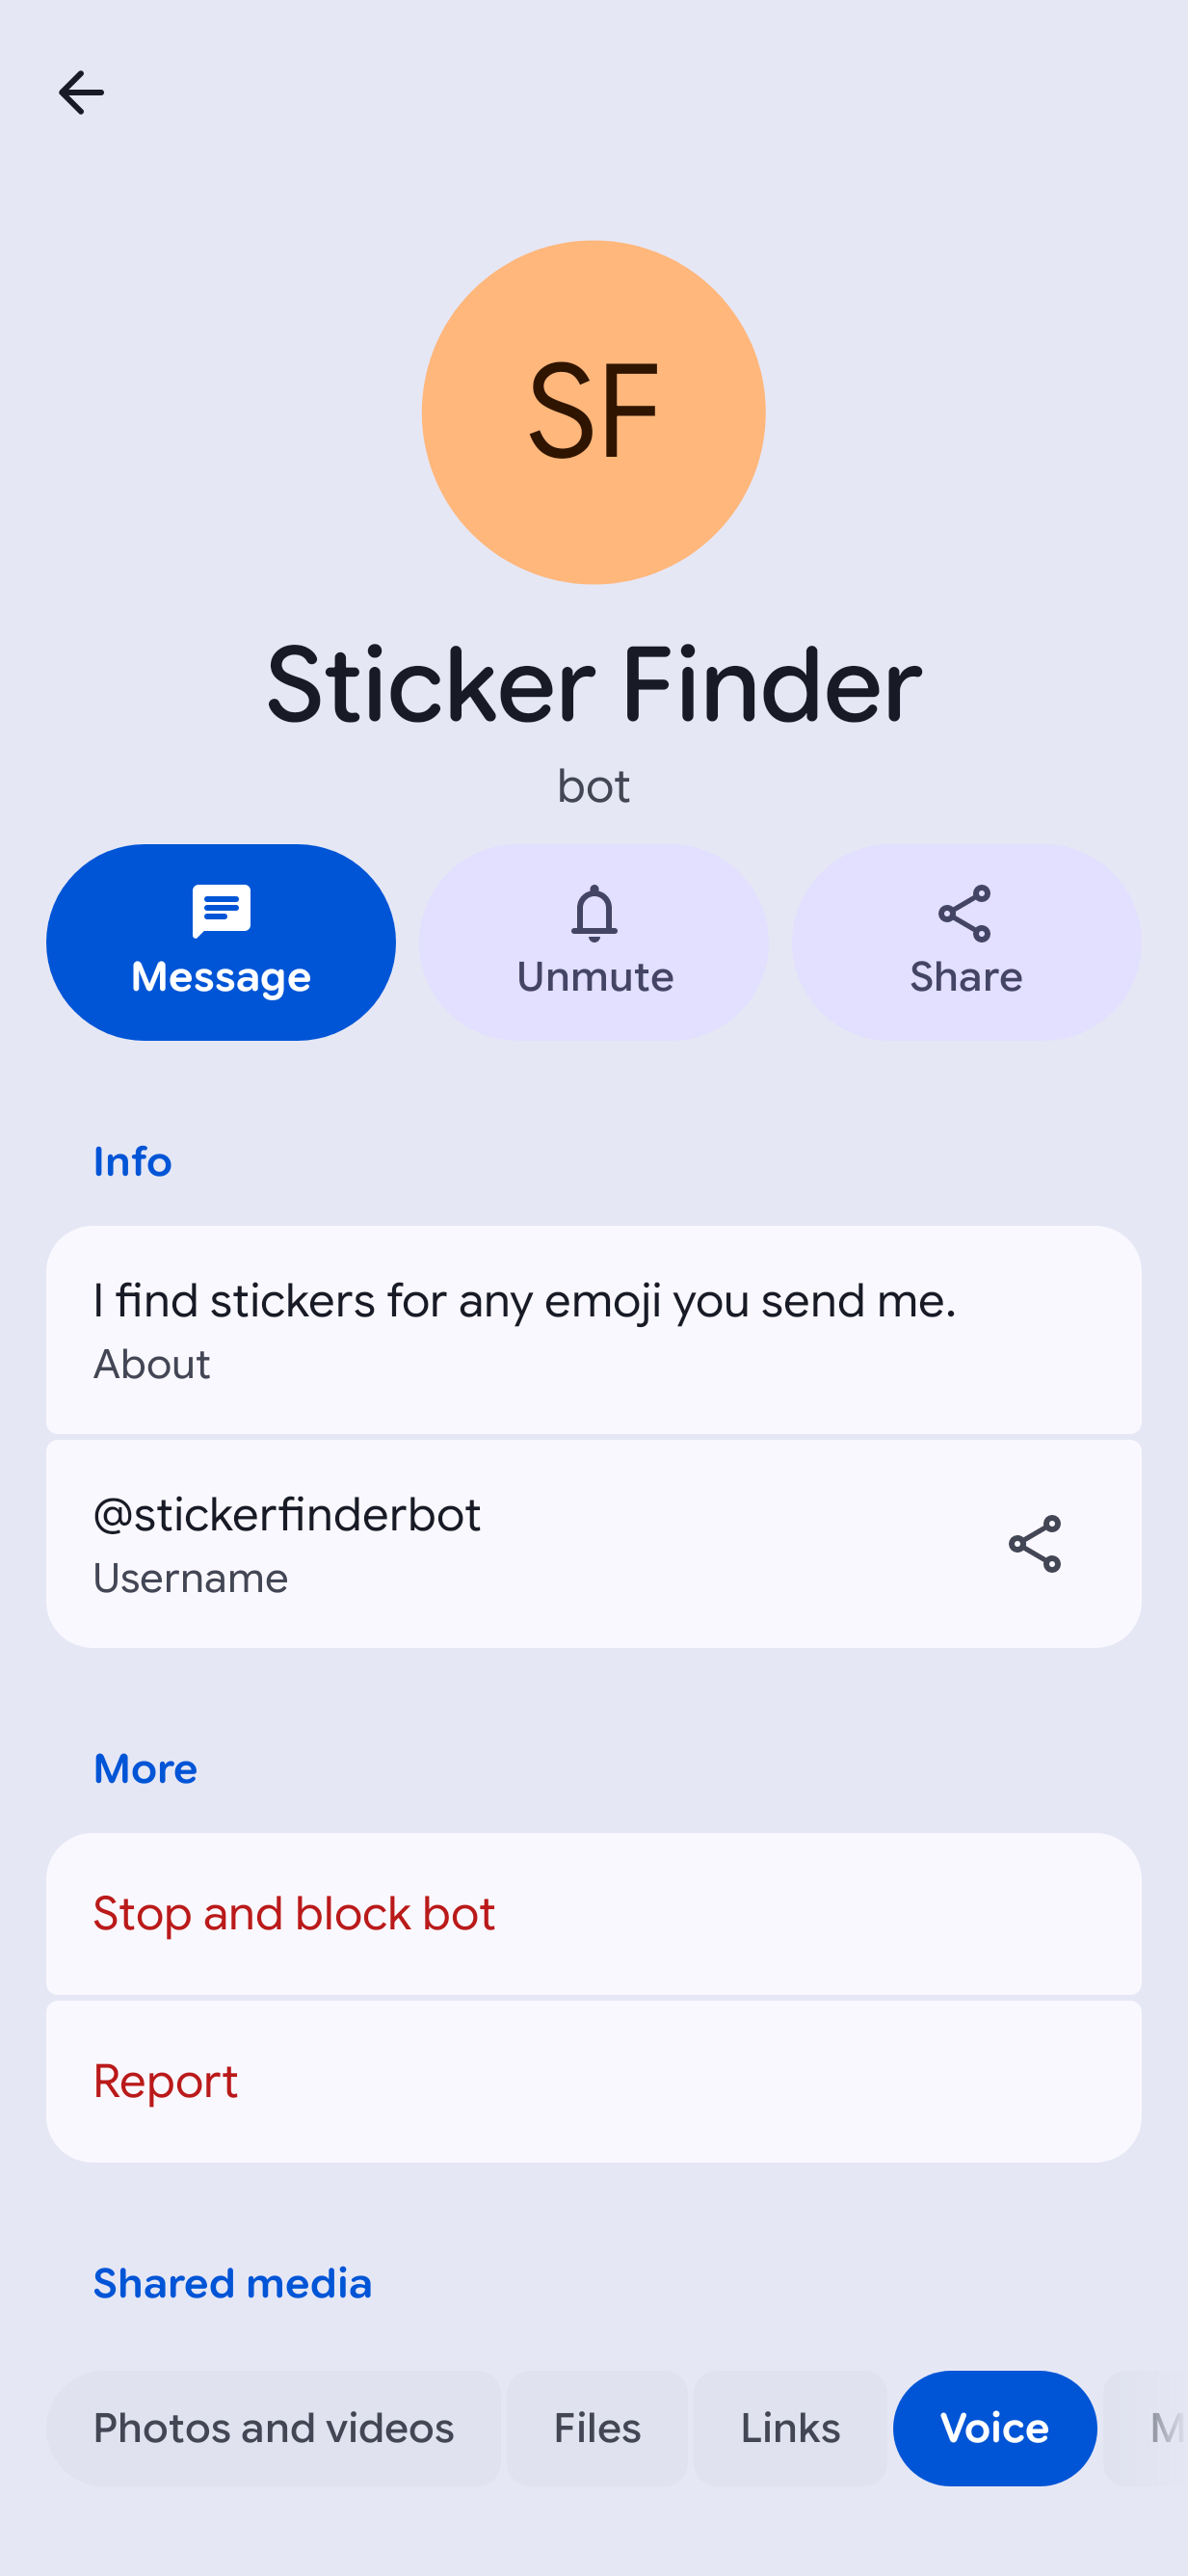 SF
Sticker Finder
bot
Message
Unmute
Share
Info
I find stickers for any emoji you send me.
About
@stickerfinderbot
Username
More
Stop and block bot
Report
Shared media
Photos and videos
Files
Links
Voice